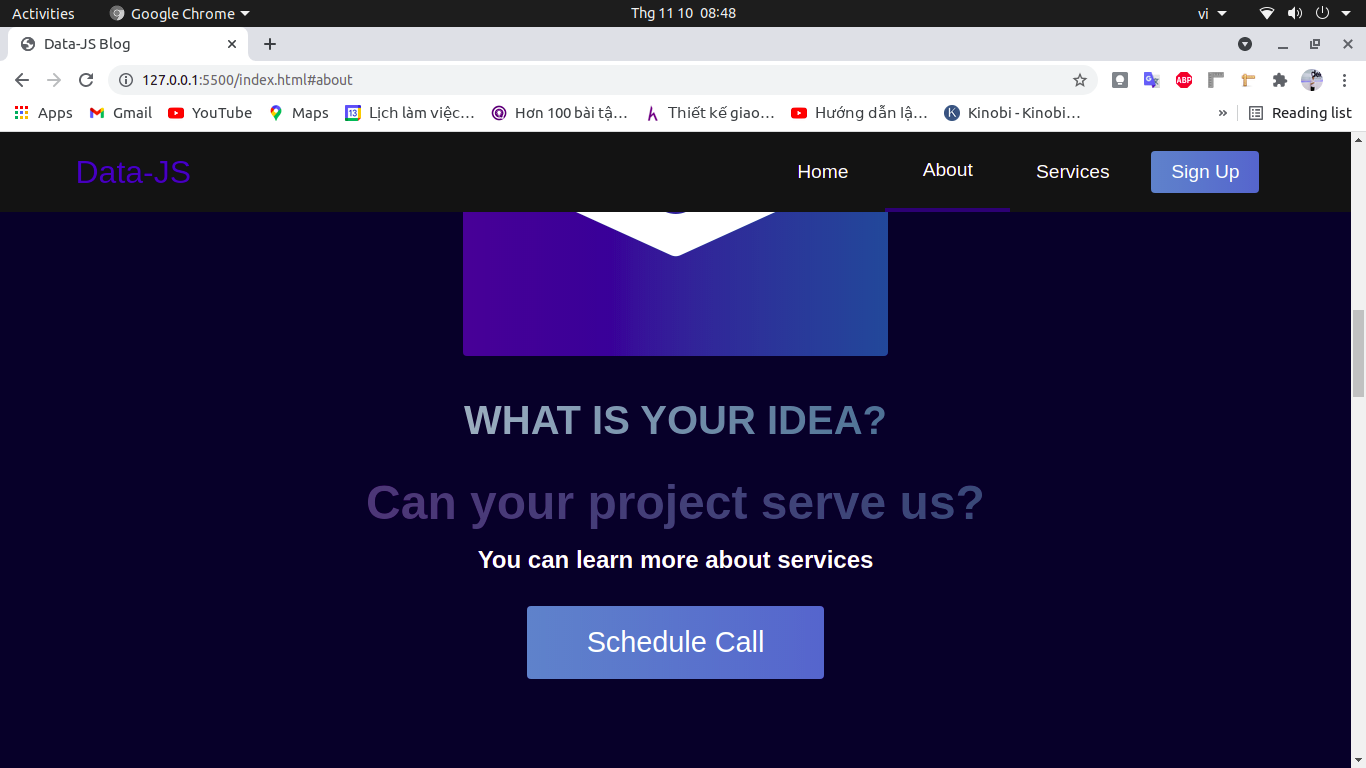 Activities Google Chrome Thg 11 10 08:48 vi
Data-JS Blog
127.0.0.1:5500/index.html#about ABP
Apps Gmail YouTube Maps 13 Lịch làm việc… Hơn 100 bài tậ… Thiết kế giao… Hướng dẫn lậ… K Kinobi - Kinobi… » Reading list
Data-JS Home About Services Sign Up
WHAT IS YOUR IDEA?
Can your project serve us?
You can learn more about services
Schedule Call